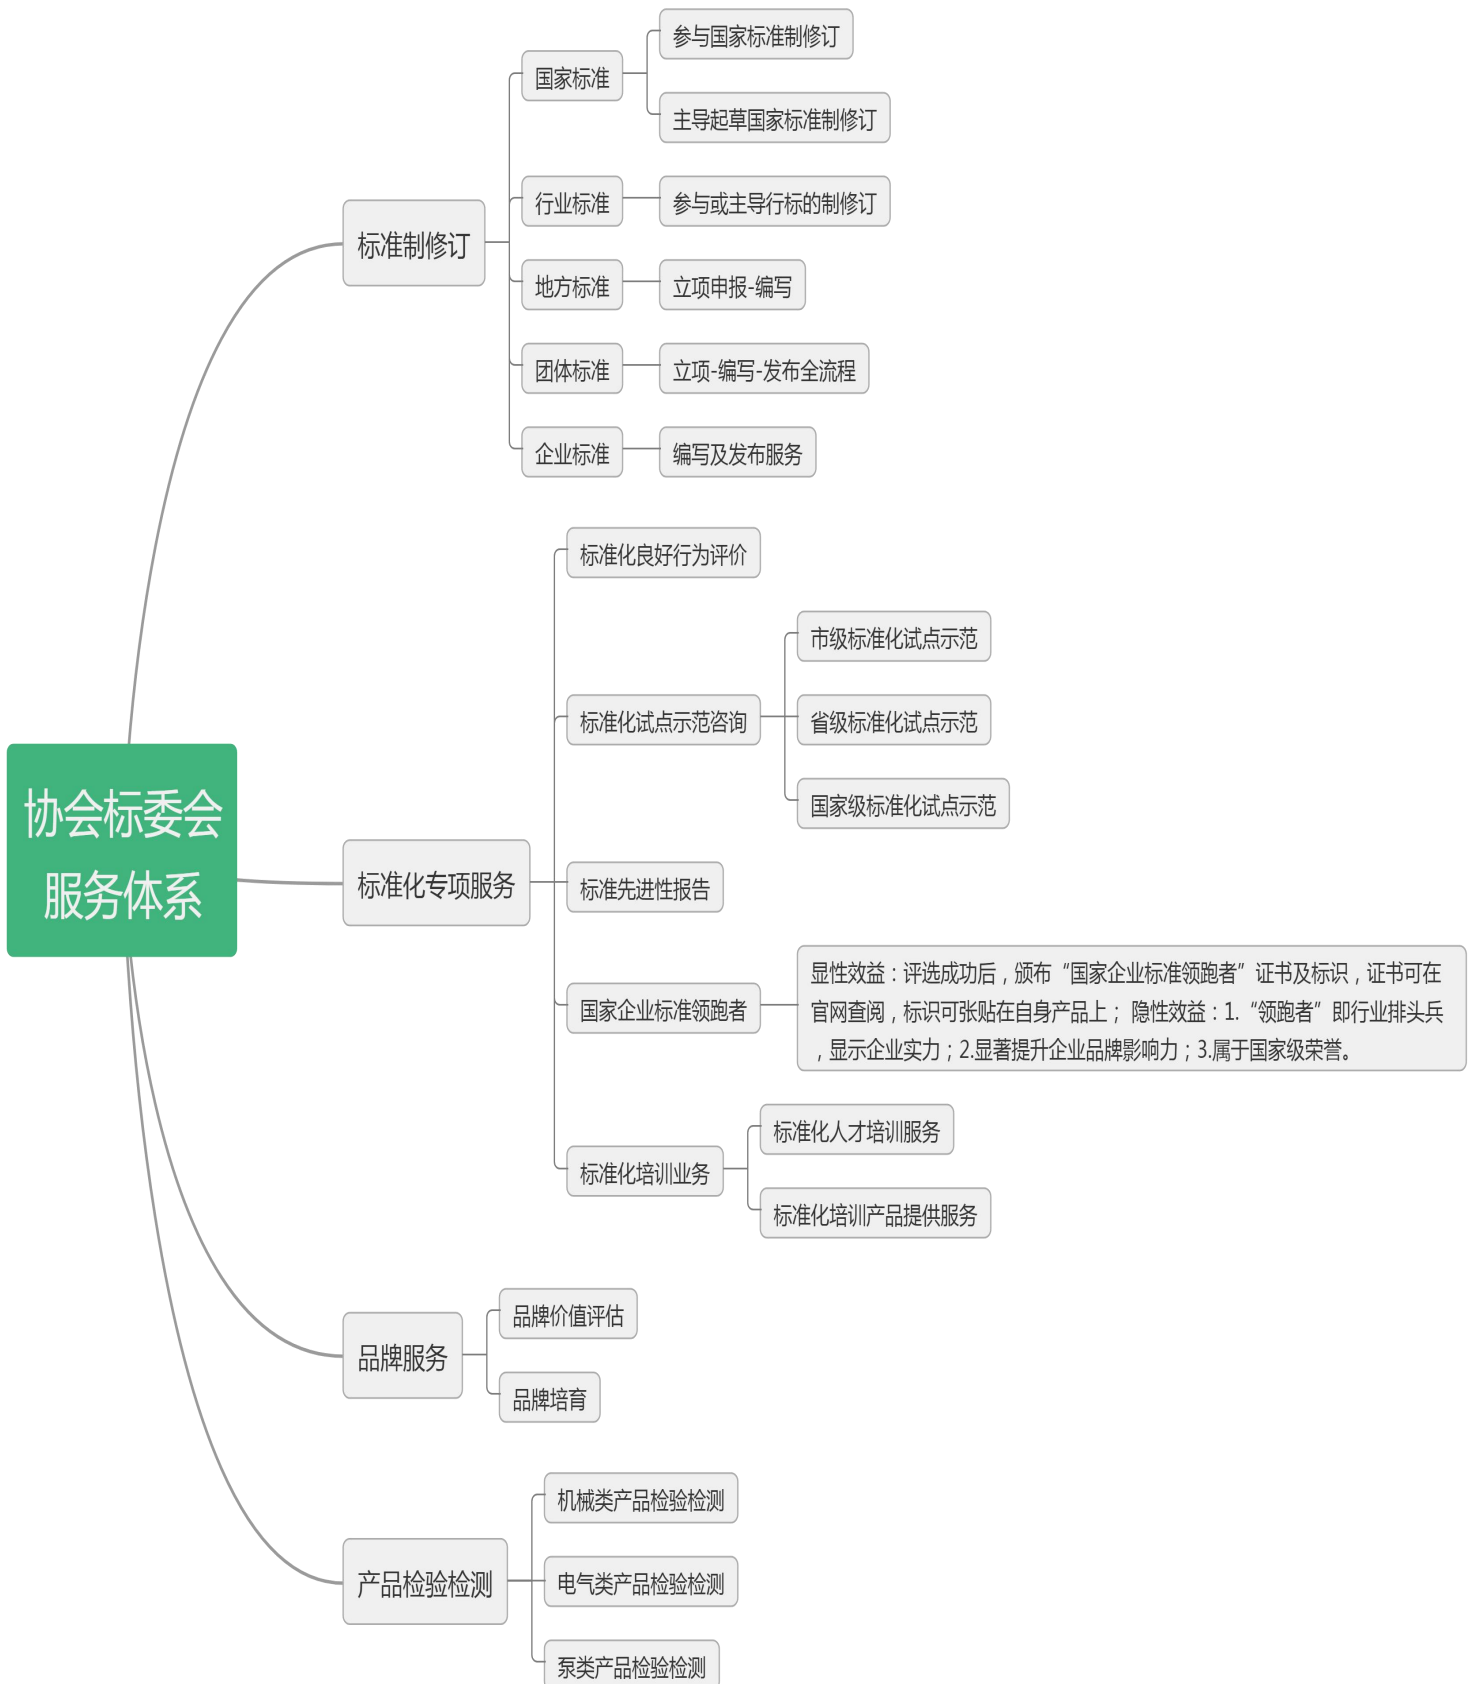 协会标委会
服务体系
标准制修订
国家标准
参与国家标准制修订
主导起草国家标准制修订
行业标准
参与或主导行标的制修订
地方标准
立项申报-编写
团体标准
立项-编写-发布全流程
企业标准
编写及发布服务
标准化专项服务
标准化良好行为评价
标准化试点示范咨询
市级标准化试点示范
省级标准化试点示范
国家级标准化试点示范
标准先进性报告
国家企业标准领跑者
显性效益：评选成功后，颁布“国家企业标准领跑者”证书及标识，证书可在
官网查阅，标识可张贴在自身产品上； 隐性效益：1.“领跑者”即行业排头兵
，显示企业实力；2.显著提升企业品牌影响力；3.属于国家级荣誉。
标准化培训业务
标准化人才培训服务
标准化培训产品提供服务
品牌服务
品牌价值评估
品牌培育
产品检验检测
机械类产品检验检测
电气类产品检验检测
泵类产品检验检测